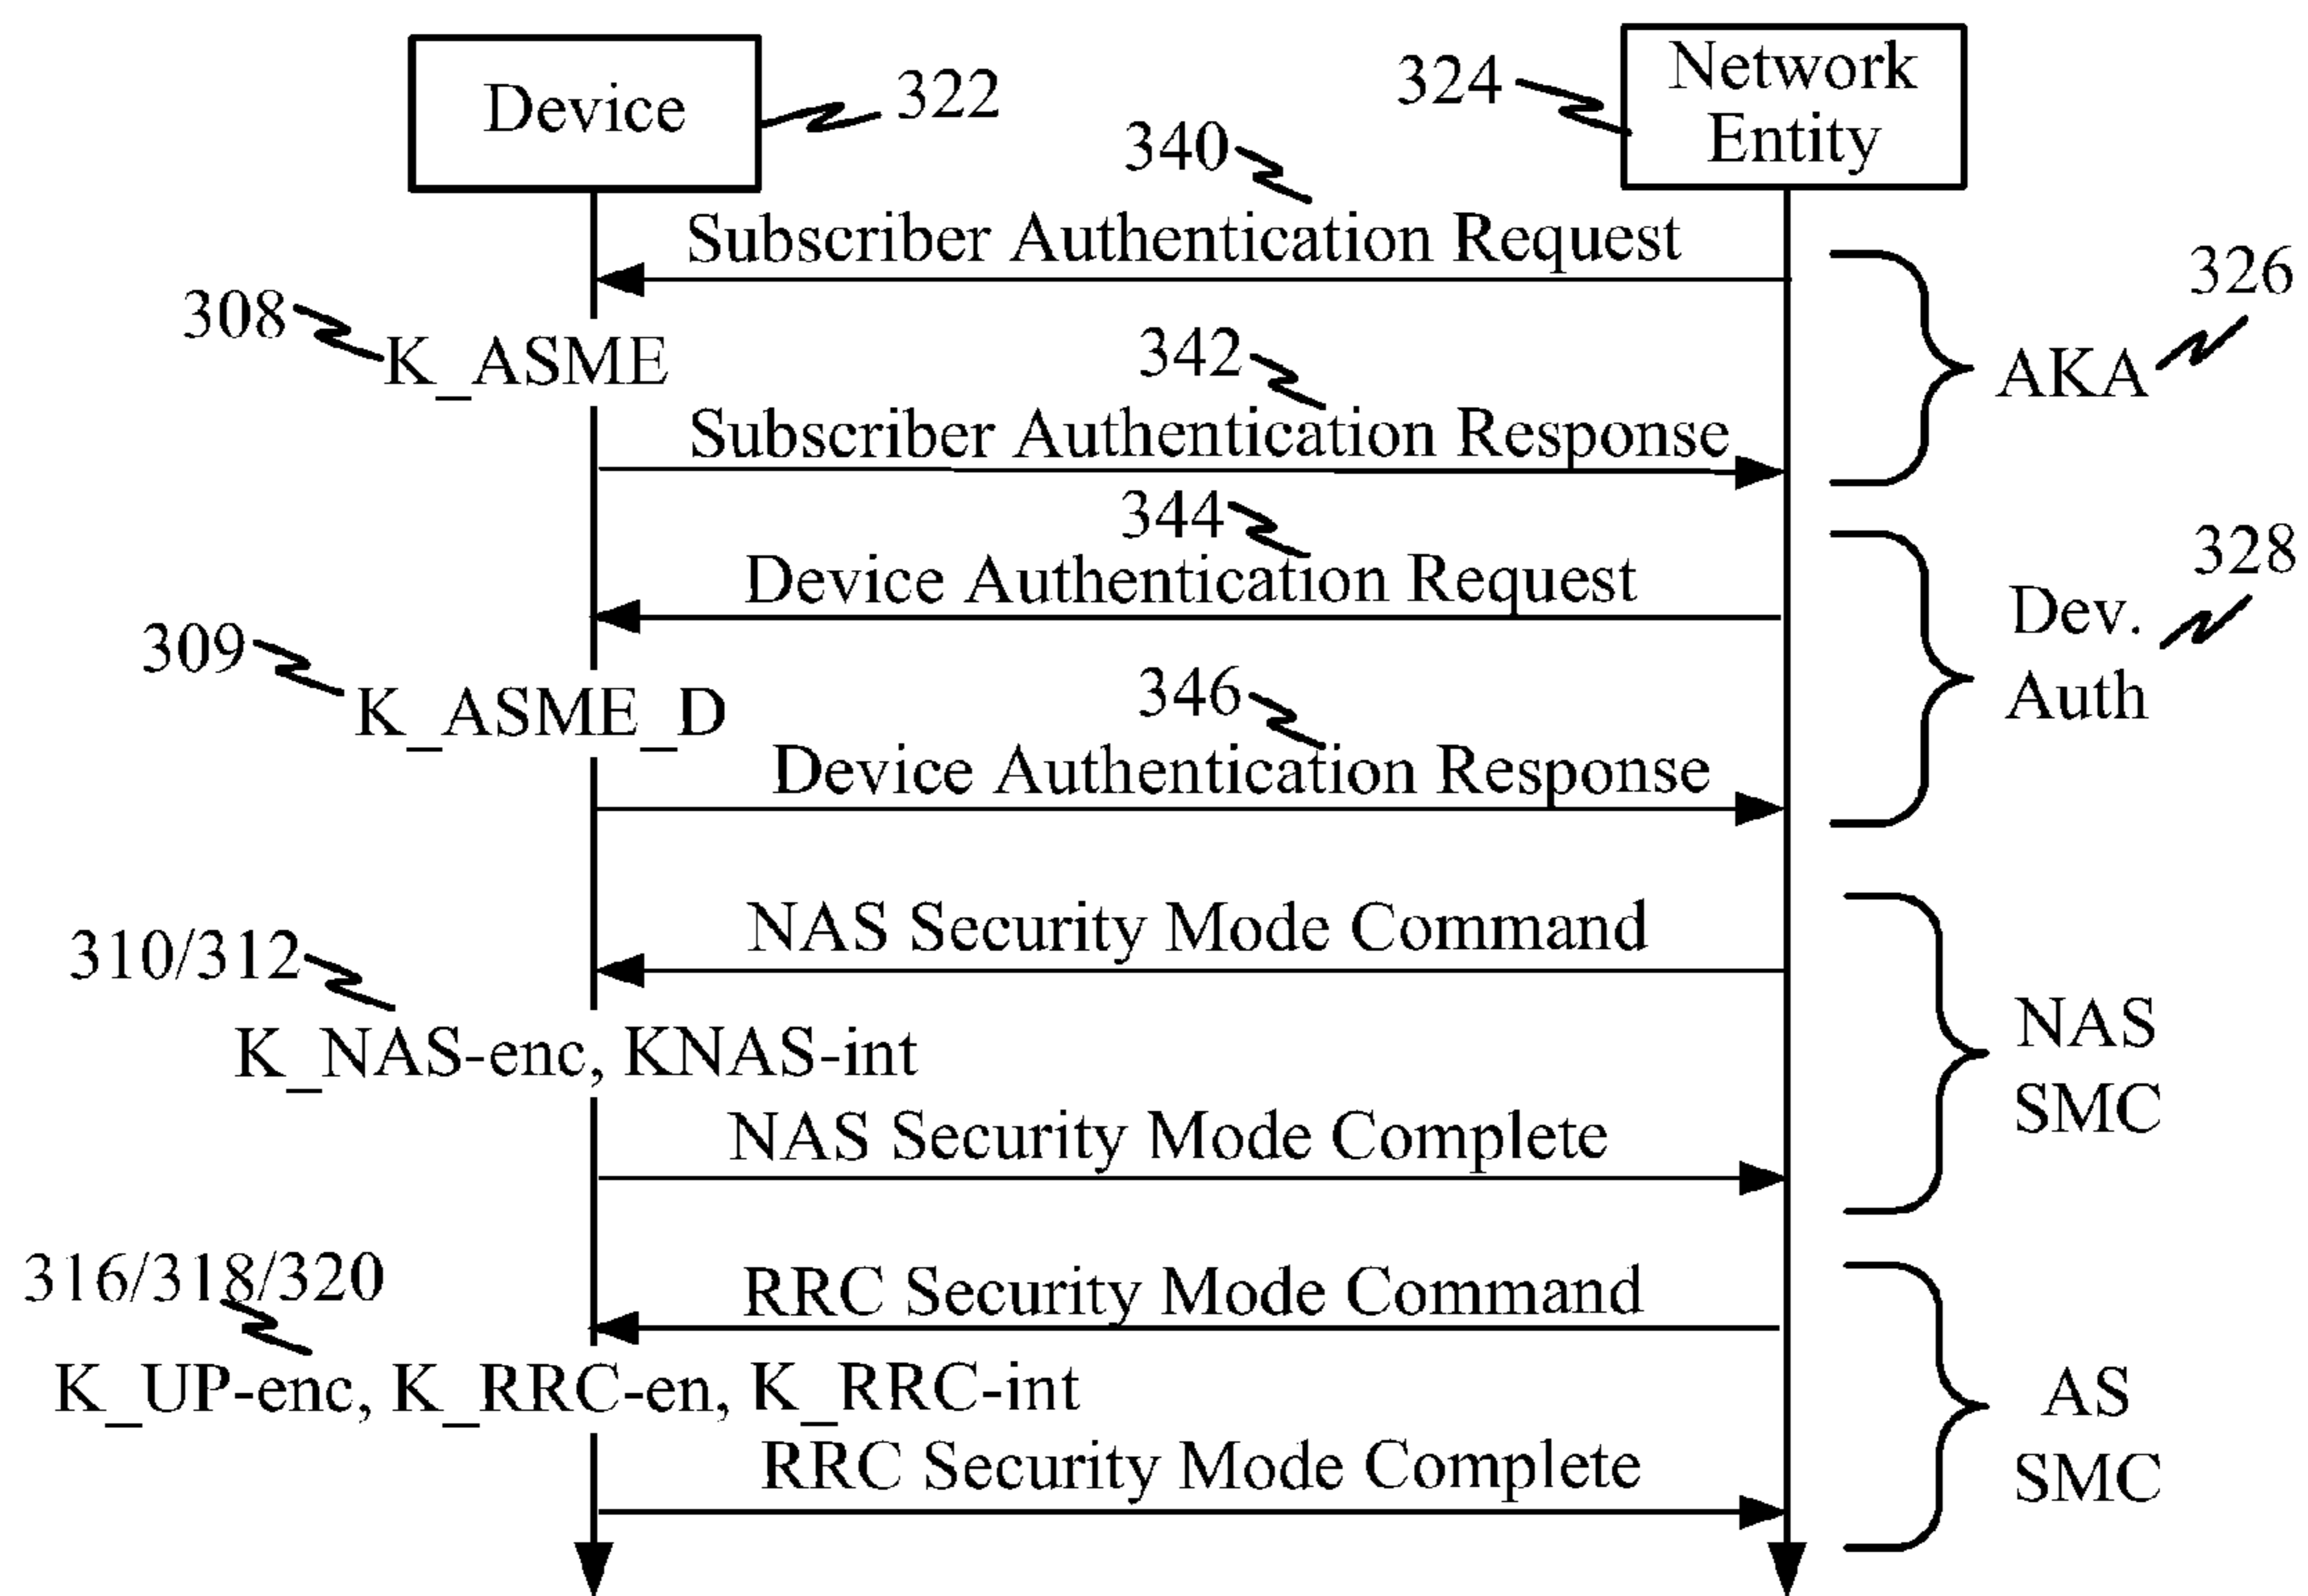 Device
322
324
Network
Entity
340
Subscriber Authentication Request
326
308
K_ASME
342
AKA
Subscriber Authentication Response
344
Device Authentication Request
328
Dev.
Auth
309
K_ASME_D
346
Device Authentication Response
NAS Security Mode Command
310/312
K_NAS-enc, KNAS-int
NAS
SMC
NAS Security Mode Complete
316/318/320
RRC Security Mode Command
K_UP-enc, K_RRC-en, K_RRC-int
AS
SMC
RRC Security Mode Complete